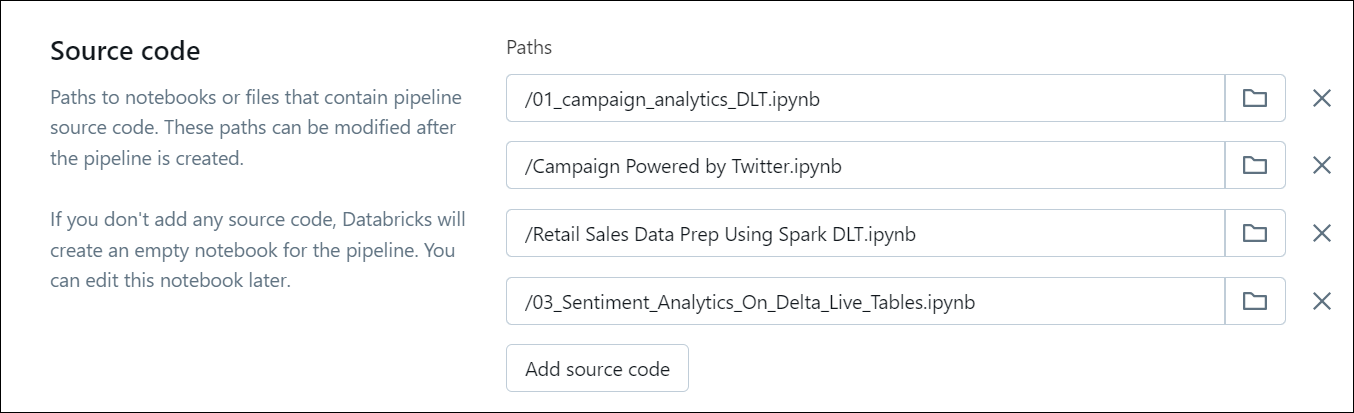 Source code
Paths to notebooks or files that contain pipeline
source code. These paths can be modified after
the pipeline is created.
If you don't add any source code, Databricks will
create an empty notebook for the pipeline. You
can edit this notebook later.
Paths
/01_campaign_analytics_DLT.ipynb
/Campaign Powered by Twitter.ipynb
/Retail Sales Data Prep Using Spark DLT.ipynb
/03_Sentiment_Analytics_On_Delta_Live_Tables.ipynb
Add source code